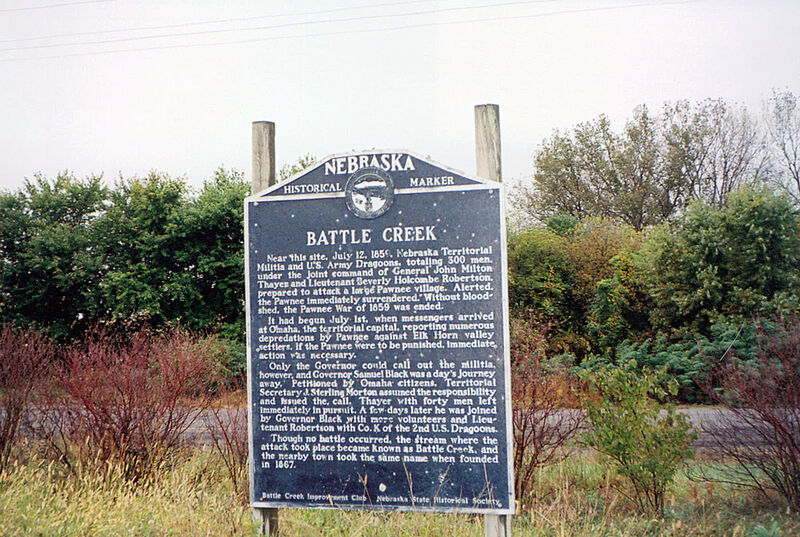 NEBRASKA
HISTORICAL MARKER
BATTLE CREEK
Near this site, July 12, 1859, Nebraska Territorial
Militia and U.S. Army Dragoons, totaling 300 men,
under the joint command of General John Milton
Thayer and Lieutenant Beverly Holcombe Robertson,
prepared to attack a large Pawnee village. Alerted,
the Pawnee immediately surrendered. Without blood-
shed, the Pawnee War of 1859 was ended.
It had begun July 1st, when messengers arrived
at Omaha, the territorial capital, reporting numerous
depredations by Pawnee against Elk Horn valley
settlers. If the Pawnee were to be punished, immediate
action was necessary.
Only the Governor could call out the militia,
however, and Governor Samuel Black was a day's journey
away. Petitioned by Omaha citizens, Territorial
Secretary J. Sterling Morton assumed the responsibility
and issued the call. Thayer with forty men left
immediately in pursuit. A few days later he was joined
by Governor Black with more volunteers and Lieu-
tenant Robertson with Co. K of the 2nd U.S. Dragoons.
Though no battle occurred, the stream where the
attack took place became known as Battle Creek, and
the nearby town took the same name when founded
in 1867.
Battle Creek Improvement Club Nebraska State Historical Society